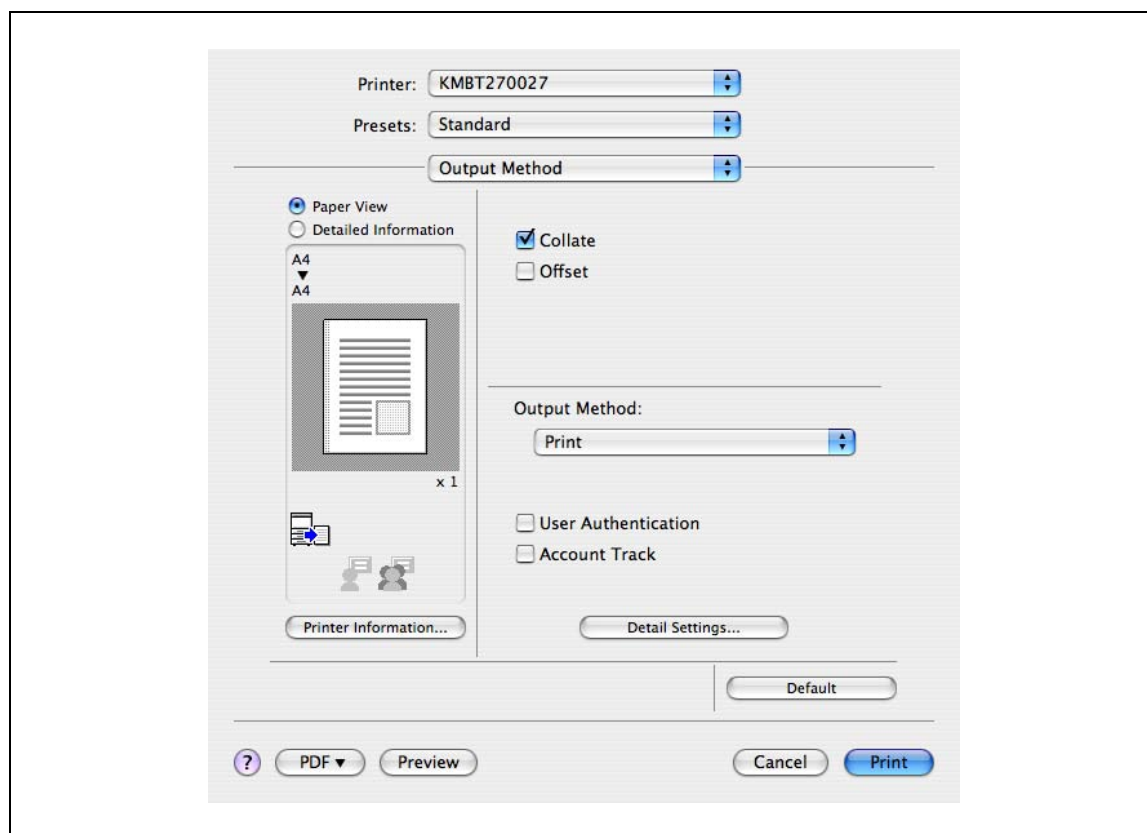 Printer: KMBT270027
Presets: Standard
Output Method
Paper View
Detailed Information
A4
A4
x 1
Printer Information...
Collate
Offset
Output Method:
Print
User Authentication
Account Track
Detail Settings...
Default
? PDF Preview Cancel Print